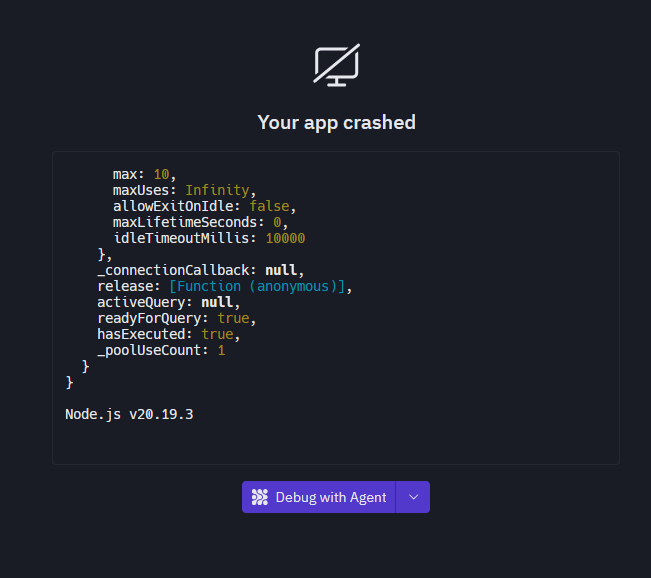 Your app crashed
max: 10,
maxUses: Infinity,
allowExitOnIdle: false,
maxLifetimeSeconds: 0,
idleTimeoutMillis: 10000
},
_connectionCallback: null,
release: [Function (anonymous)],
activeQuery: null,
readyForQuery: true,
hasExecuted: true,
_poolUseCount: 1
}
}
Node.js v20.19.3
Debug with Agent